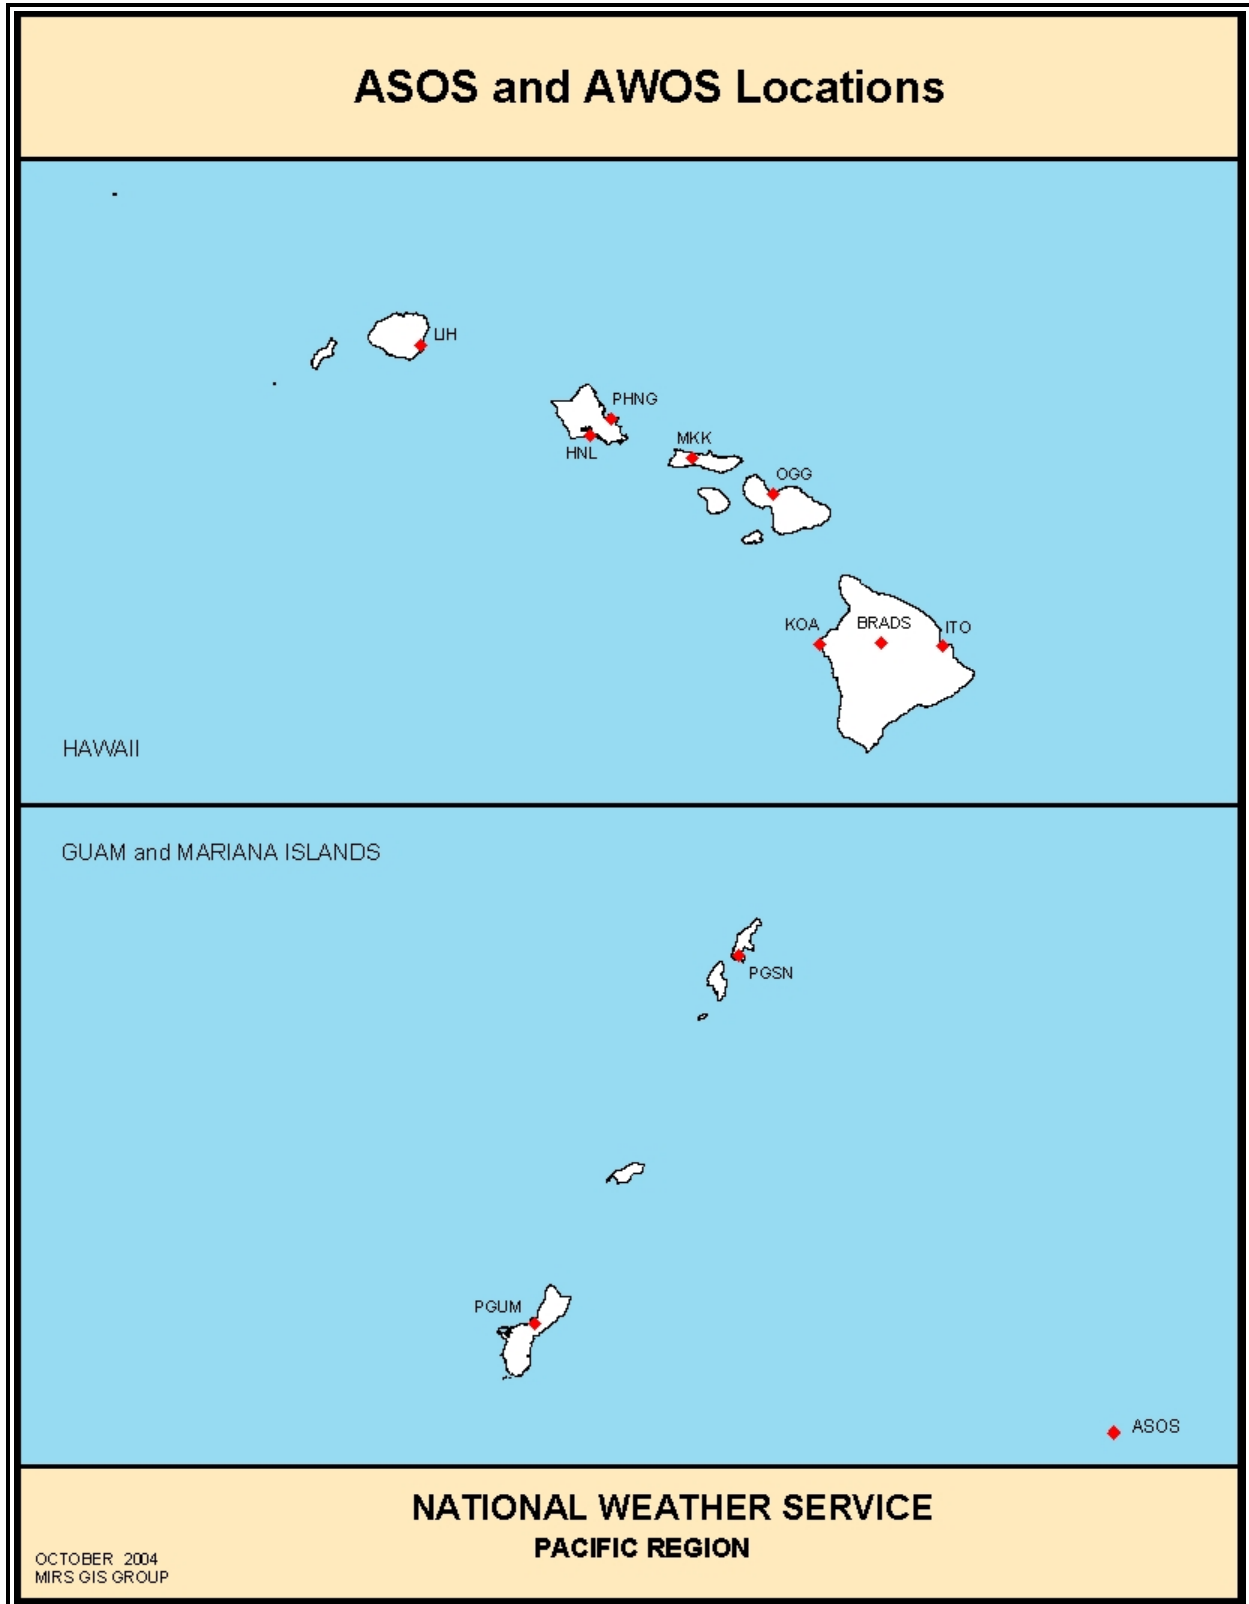 ASOS and AWOS Locations
LIH
PHNG
HNL
MKK
OGG
KOA
BRADS
ITO
HAWAII
GUAM and MARIANA ISLANDS
PGSN
PGUM
ASOS
NATIONAL WEATHER SERVICE
PACIFIC REGION
OCTOBER 2004
MIRS GIS GROUP